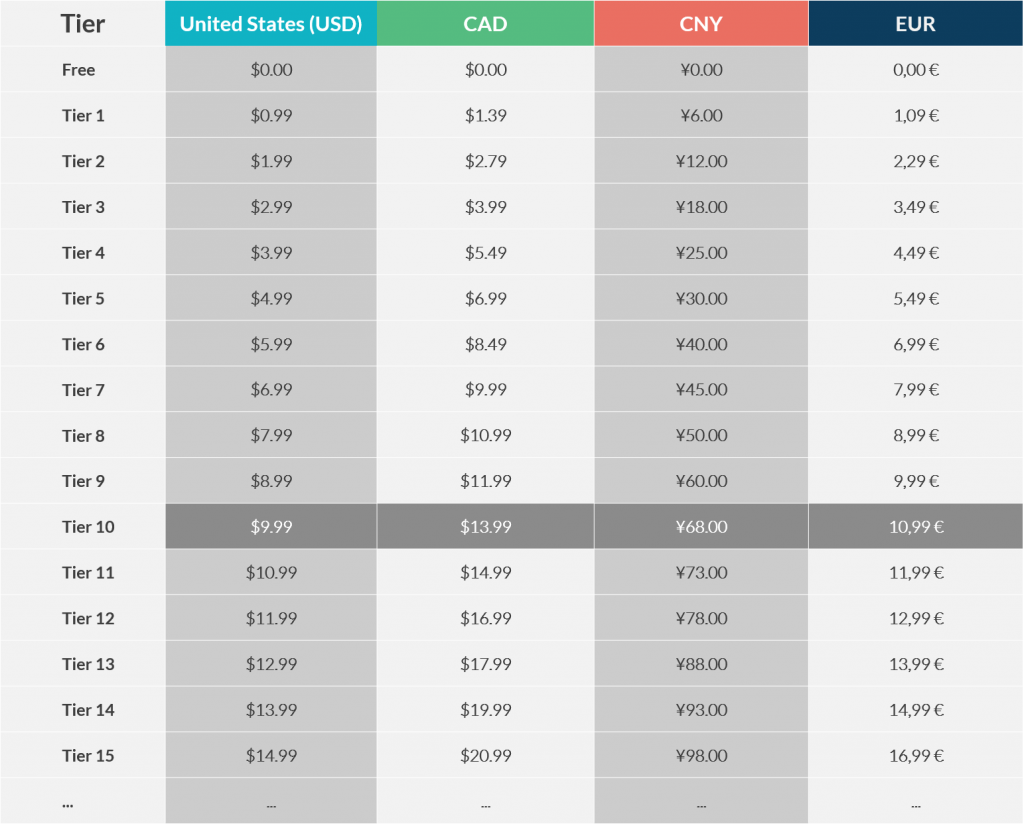 Tier United States (USD) CAD CNY EUR
Free $0.00 $0.00 ¥0.00 0,00 €
Tier 1 $0.99 $1.39 ¥6.00 1,09 €
Tier 2 $1.99 $2.79 ¥12.00 2,29 €
Tier 3 $2.99 $3.99 ¥18.00 3,49 €
Tier 4 $3.99 $5.49 ¥25.00 4,49 €
Tier 5 $4.99 $6.99 ¥30.00 5,49 €
Tier 6 $5.99 $8.49 ¥40.00 6,99 €
Tier 7 $6.99 $9.99 ¥45.00 7,99 €
Tier 8 $7.99 $10.99 ¥50.00 8,99 €
Tier 9 $8.99 $11.99 ¥60.00 9,99 €
Tier 10 $9.99 $13.99 ¥68.00 10,99 €
Tier 11 $10.99 $14.99 ¥73.00 11,99 €
Tier 12 $11.99 $16.99 ¥78.00 12,99 €
Tier 13 $12.99 $17.99 ¥88.00 13,99 €
Tier 14 $13.99 $19.99 ¥93.00 14,99 €
Tier 15 $14.99 $20.99 ¥98.00 16,99 €
... ... ... ... ...